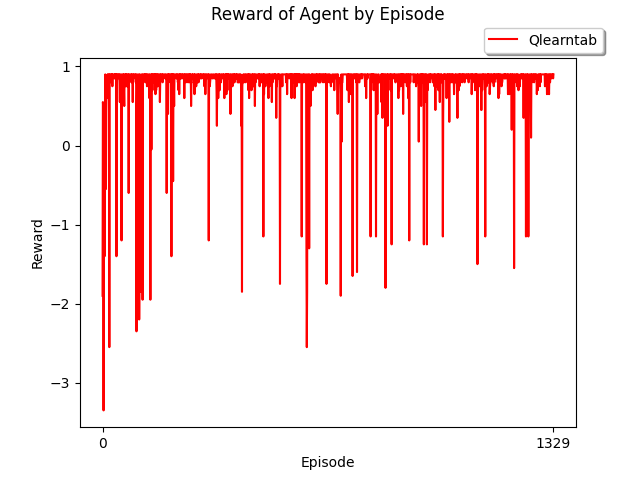 Reward of Agent by Episode
Qlearntab
1
0
−1
−2
−3
Reward
0
1329
Episode